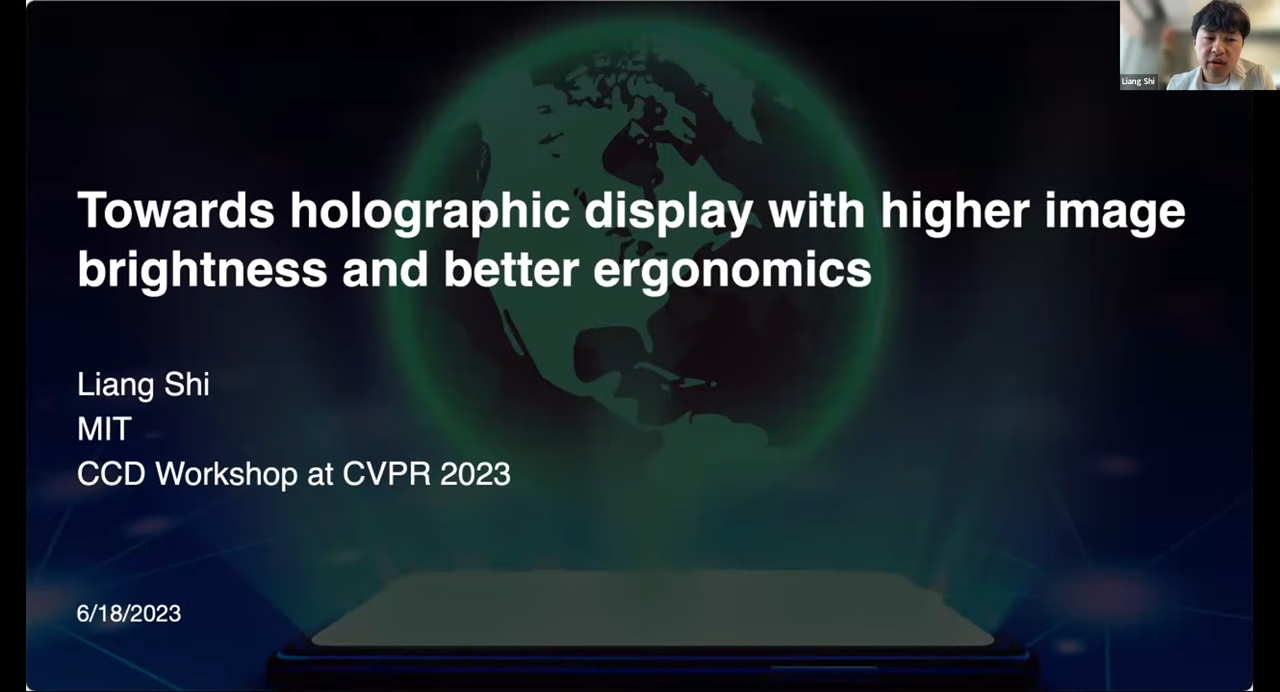 Liang Shi
Towards holographic display with higher image
brightness and better ergonomics
Liang Shi
MIT
CCD Workshop at CVPR 2023
6/18/2023